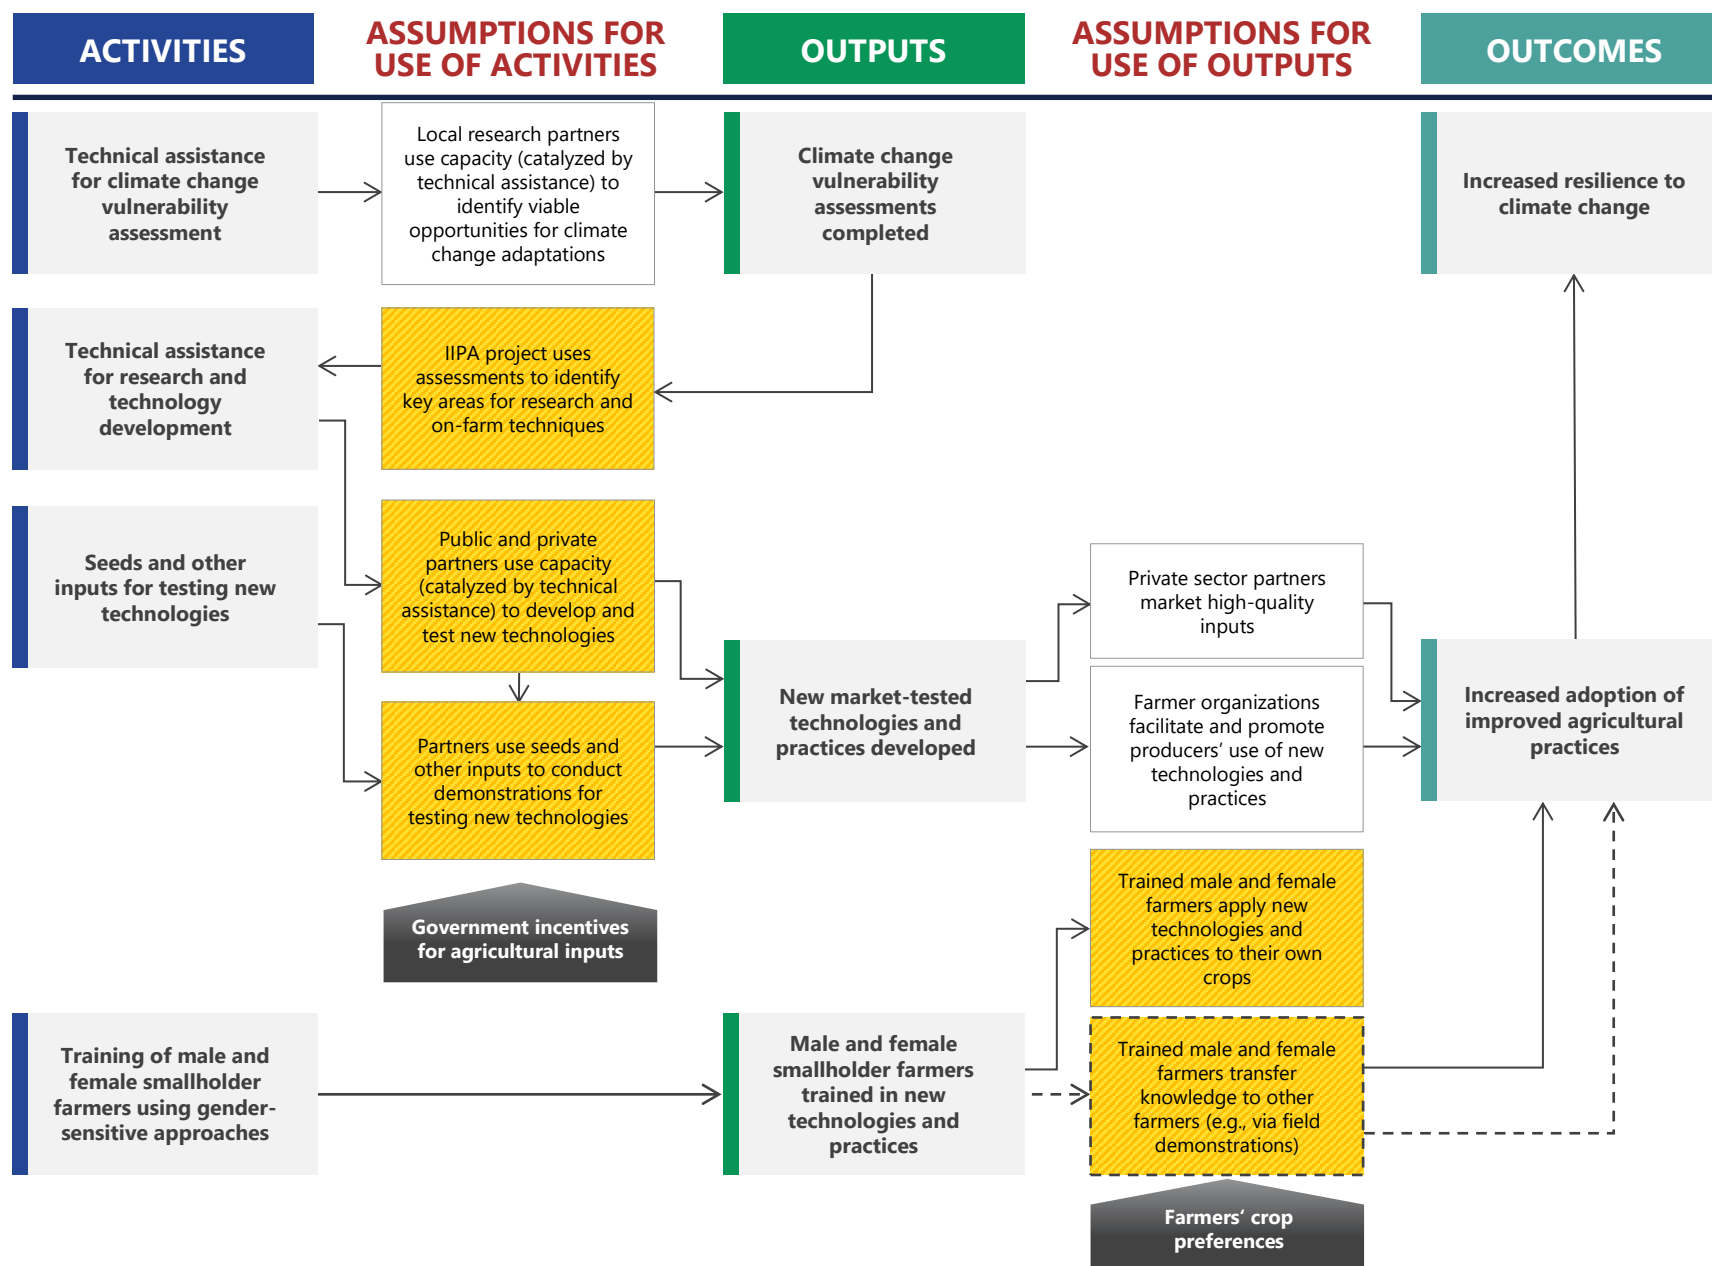 ACTIVITIES
ASSUMPTIONS FOR
USE OF ACTIVITIES
OUTPUTS
ASSUMPTIONS FOR
USE OF OUTPUTS
OUTCOMES
Technical assistance
for climate change
vulnerability
assessment
Local research partners
use capacity (catalyzed by
technical assistance) to
identify viable
opportunities for climate
change adaptations
Climate change
vulnerability
assessments
completed
Increased resilience to
climate change
Technical assistance
for research and
technology
development
IIPA project uses
assessments to identify
key areas for research and
on-farm techniques
Seeds and other
inputs for testing new
technologies
Public and private
partners use capacity
(catalyzed by technical
assistance) to develop and
test new technologies
Partners use seeds and
other inputs to conduct
demonstrations for
testing new technologies
Government incentives
for agricultural inputs
New market-tested
technologies and
practices developed
Private sector partners
market high-quality
inputs
Farmer organizations
facilitate and promote
producers’ use of new
technologies and
practices
Increased adoption of
improved agricultural
practices
Trained male and female
farmers apply new
technologies and
practices to their own
crops
Training of male and
female smallholder
farmers using gender-
sensitive approaches
Male and female
smallholder farmers
trained in new
technologies and
practices
Trained male and female
farmers transfer
knowledge to other
farmers (e.g., via field
demonstrations)
Farmers‘ crop
preferences